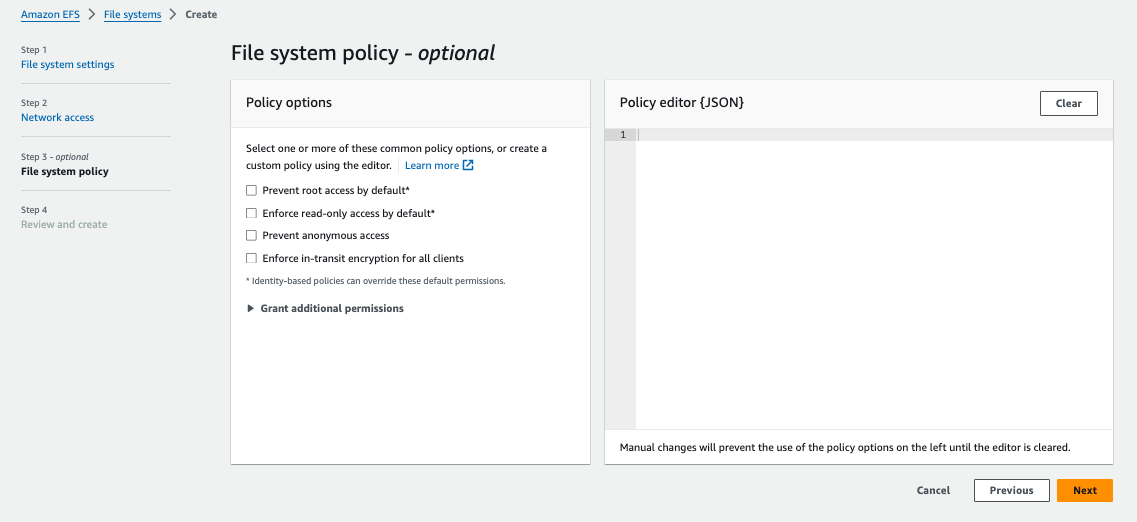 Amazon EFS > File systems > Create
Step 1
File system settings
Step 2
Network access
Step 3 - optional
File system policy
Step 4
Review and create
File system policy - optional
Policy options
Select one or more of these common policy options, or create a
custom policy using the editor. Learn more
Prevent root access by default*
Enforce read-only access by default*
Prevent anonymous access
Enforce in-transit encryption for all clients
* Identity-based policies can override these default permissions.
Grant additional permissions
Policy editor {JSON}
Clear
1
Manual changes will prevent the use of the policy options on the left until the editor is cleared.
Cancel
Previous
Next